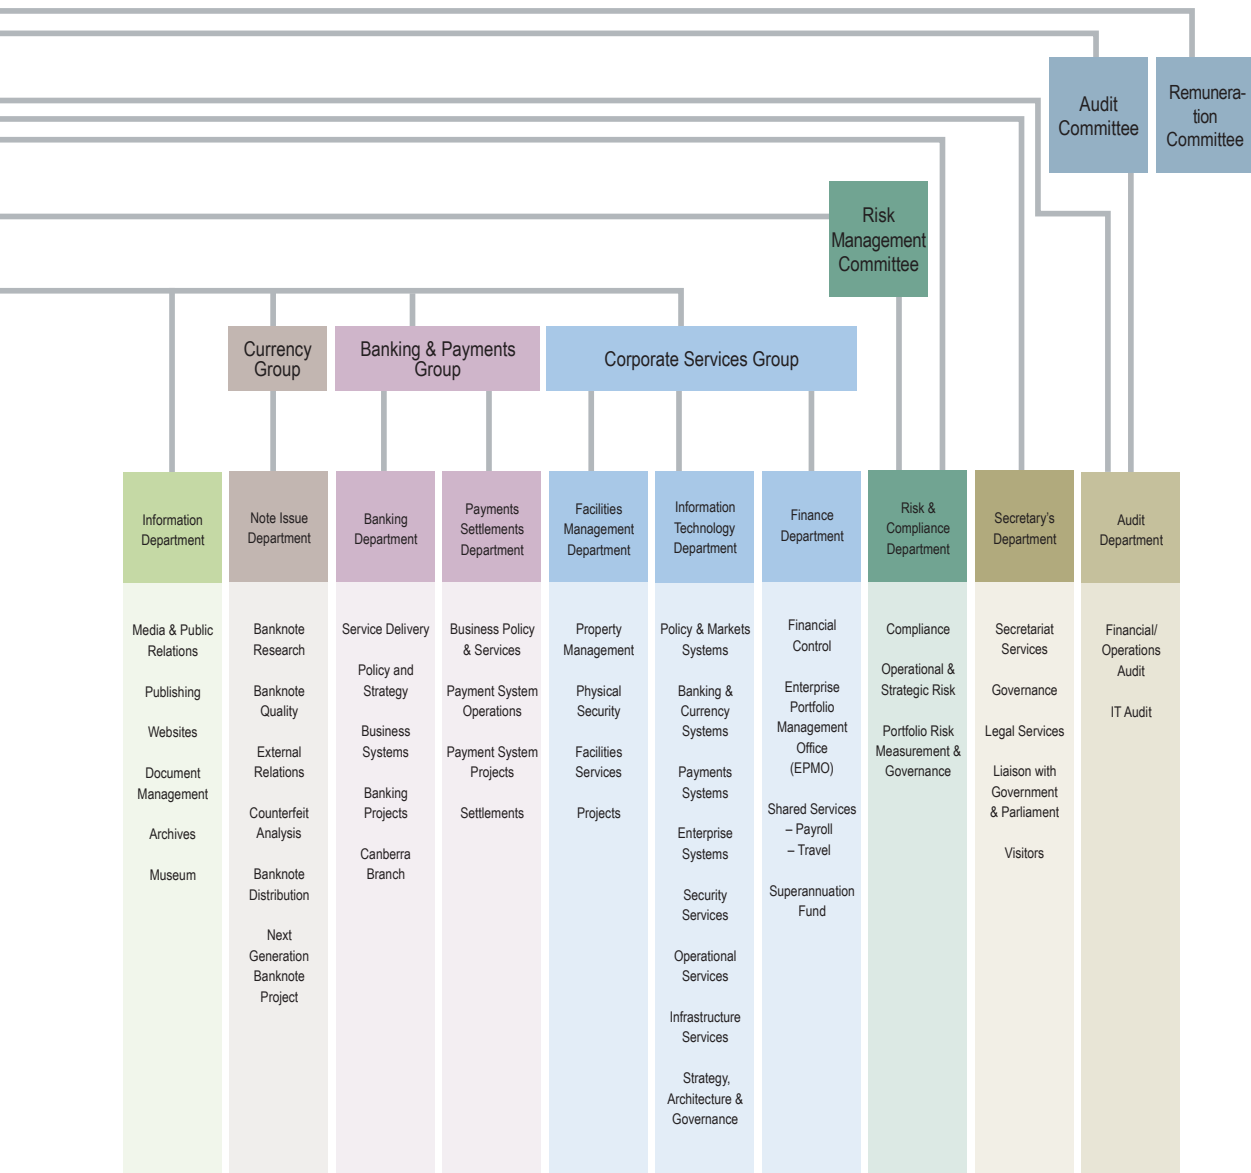 Audit
Committee
Remunera-
tion
Committee
Risk
Management
Committee
Currency
Group
Banking & Payments
Group
Corporate Services Group
Information
Department
Media & Public
Relations
Publishing
Websites
Document
Management
Archives
Museum
Note Issue
Department
Banknote
Research
Banknote
Quality
External
Relations
Counterfeit
Analysis
Banknote
Distribution
Next
Generation
Banknote
Project
Banking
Department
Service Delivery
Policy and
Strategy
Business
Systems
Banking
Projects
Canberra
Branch
Payments
Settlements
Department
Business Policy
& Services
Payment System
Operations
Payment System
Projects
Settlements
Facilities
Management
Department
Property
Management
Physical
Security
Facilities
Services
Projects
Information
Technology
Department
Policy & Markets
Systems
Banking &
Currency
Systems
Payments
Systems
Enterprise
Systems
Security
Services
Operational
Services
Infrastructure
Services
Strategy,
Architecture &
Governance
Finance
Department
Financial
Control
Enterprise
Portfolio
Management
Office
(EPMO)
Shared Services
– Payroll
– Travel
Superannuation
Fund
Risk &
Compliance
Department
Compliance
Operational &
Strategic Risk
Portfolio Risk
Measurement &
Governance
Secretary's
Department
Secretariat
Services
Governance
Legal Services
Liaison with
Government
& Parliament
Visitors
Audit
Department
Financial/
Operations
Audit
IT Audit